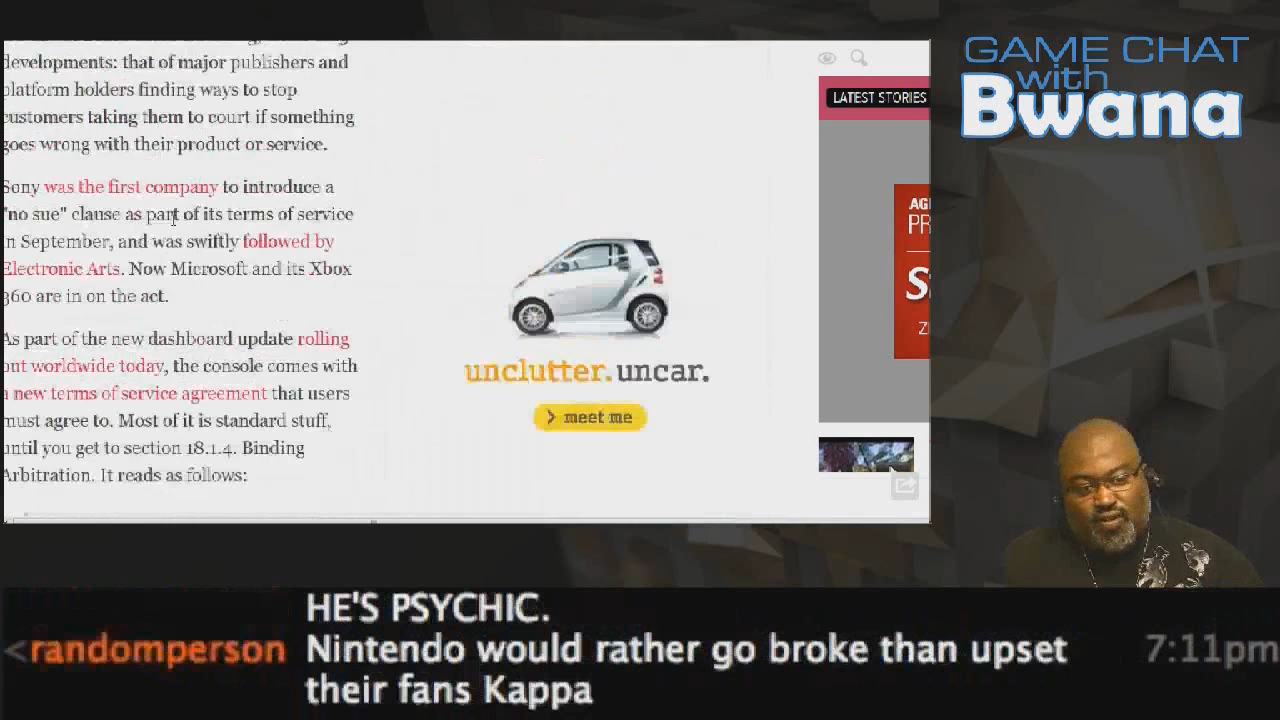 developments: that of major publishers and
platform holders finding ways to stop
customers taking them to court if something
goes wrong with their product or service.
Sony was the first company to introduce a
"no sue" clause as part of its terms of service
in September, and was swiftly followed by
Electronic Arts. Now Microsoft and its Xbox
360 are in on the act.
As part of the new dashboard update rolling
out worldwide today, the console comes with
a new terms of service agreement that users
must agree to. Most of it is standard stuff,
until you get to section 18.1.4. Binding
Arbitration. It reads as follows:
unclutter. uncar.
> meet me
LATEST STORIES
GAME CHAT
with
Bwana
HE'S PSYCHIC.
<randomperson Nintendo would rather go broke than upset 7:11pm
their fans Kappa